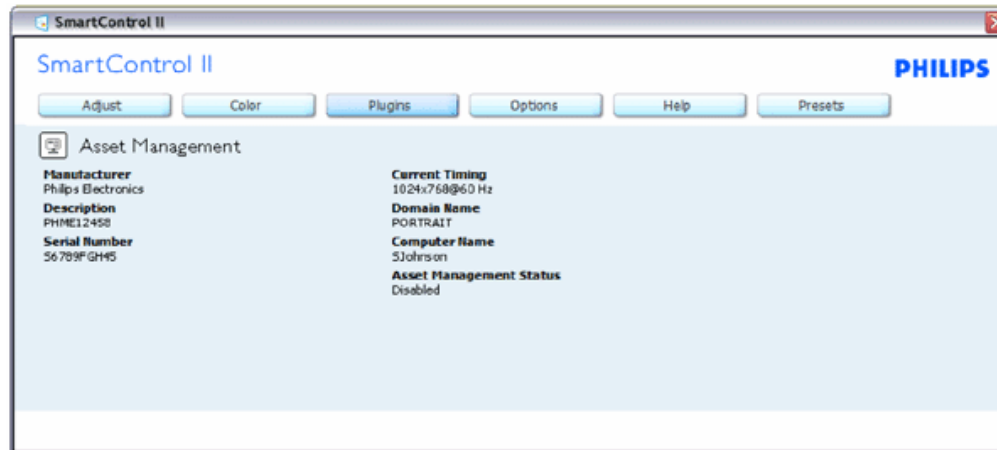 SmartControl II
SmartControl II
PHILIPS
Adjust Color Plugins Options Help Presets
Asset Management
Manufacturer
Philips Electronics
Description
PHME12458
Serial Number
56789FGH45
Current Timing
1024x768@60 Hz
Domain Name
PORTRAIT
Computer Name
SJohnson
Asset Management Status
Disabled